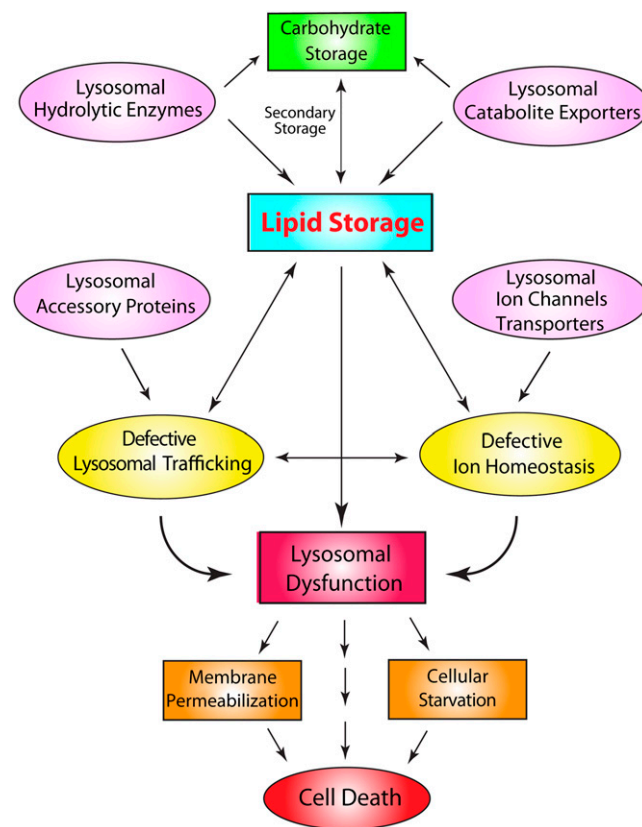 Carbohydrate
Storage
Lysosomal
Hydrolytic Enzymes
Lysosomal
Catabolite Exporters
Secondary
Storage
Lipid Storage
Lysosomal
Accessory Proteins
Lysosomal
Ion Channels
Transporters
Defective
Lysosomal Trafficking
Defective
Ion Homeostasis
Lysosomal
Dysfunction
Membrane
Permeabilization
Cellular
Starvation
Cell Death